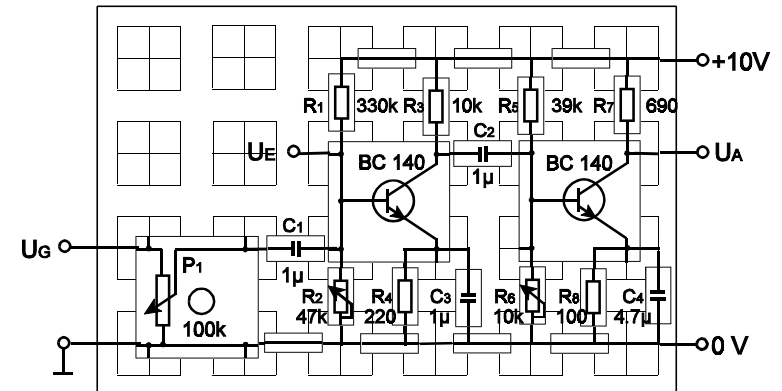 +10V
R1 330k R3 10k R5 39k R7 690
C2
UE BC 140 BC 140 UA
1µ
C1
UG
P1 1µ
R2 R4 C3 R6 R8 C4
47k 220 1µ 10k 100 4.7µ
100k
0 V